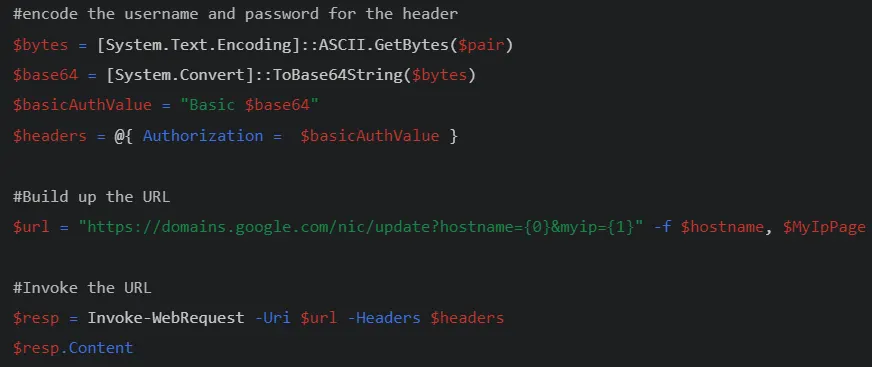 #encode the username and password for the header
$bytes = [System.Text.Encoding]::ASCII.GetBytes($pair)
$base64 = [System.Convert]::ToBase64String($bytes)
$basicAuthValue = "Basic $base64"
$headers = @{ Authorization =  $basicAuthValue }
#Build up the URL
$url = "https://domains.google.com/nic/update?hostname={0}&myip={1}" -f $hostname, $MyIpPage
#Invoke the URL
$resp = Invoke-WebRequest -Uri $url -Headers $headers
$resp.Content